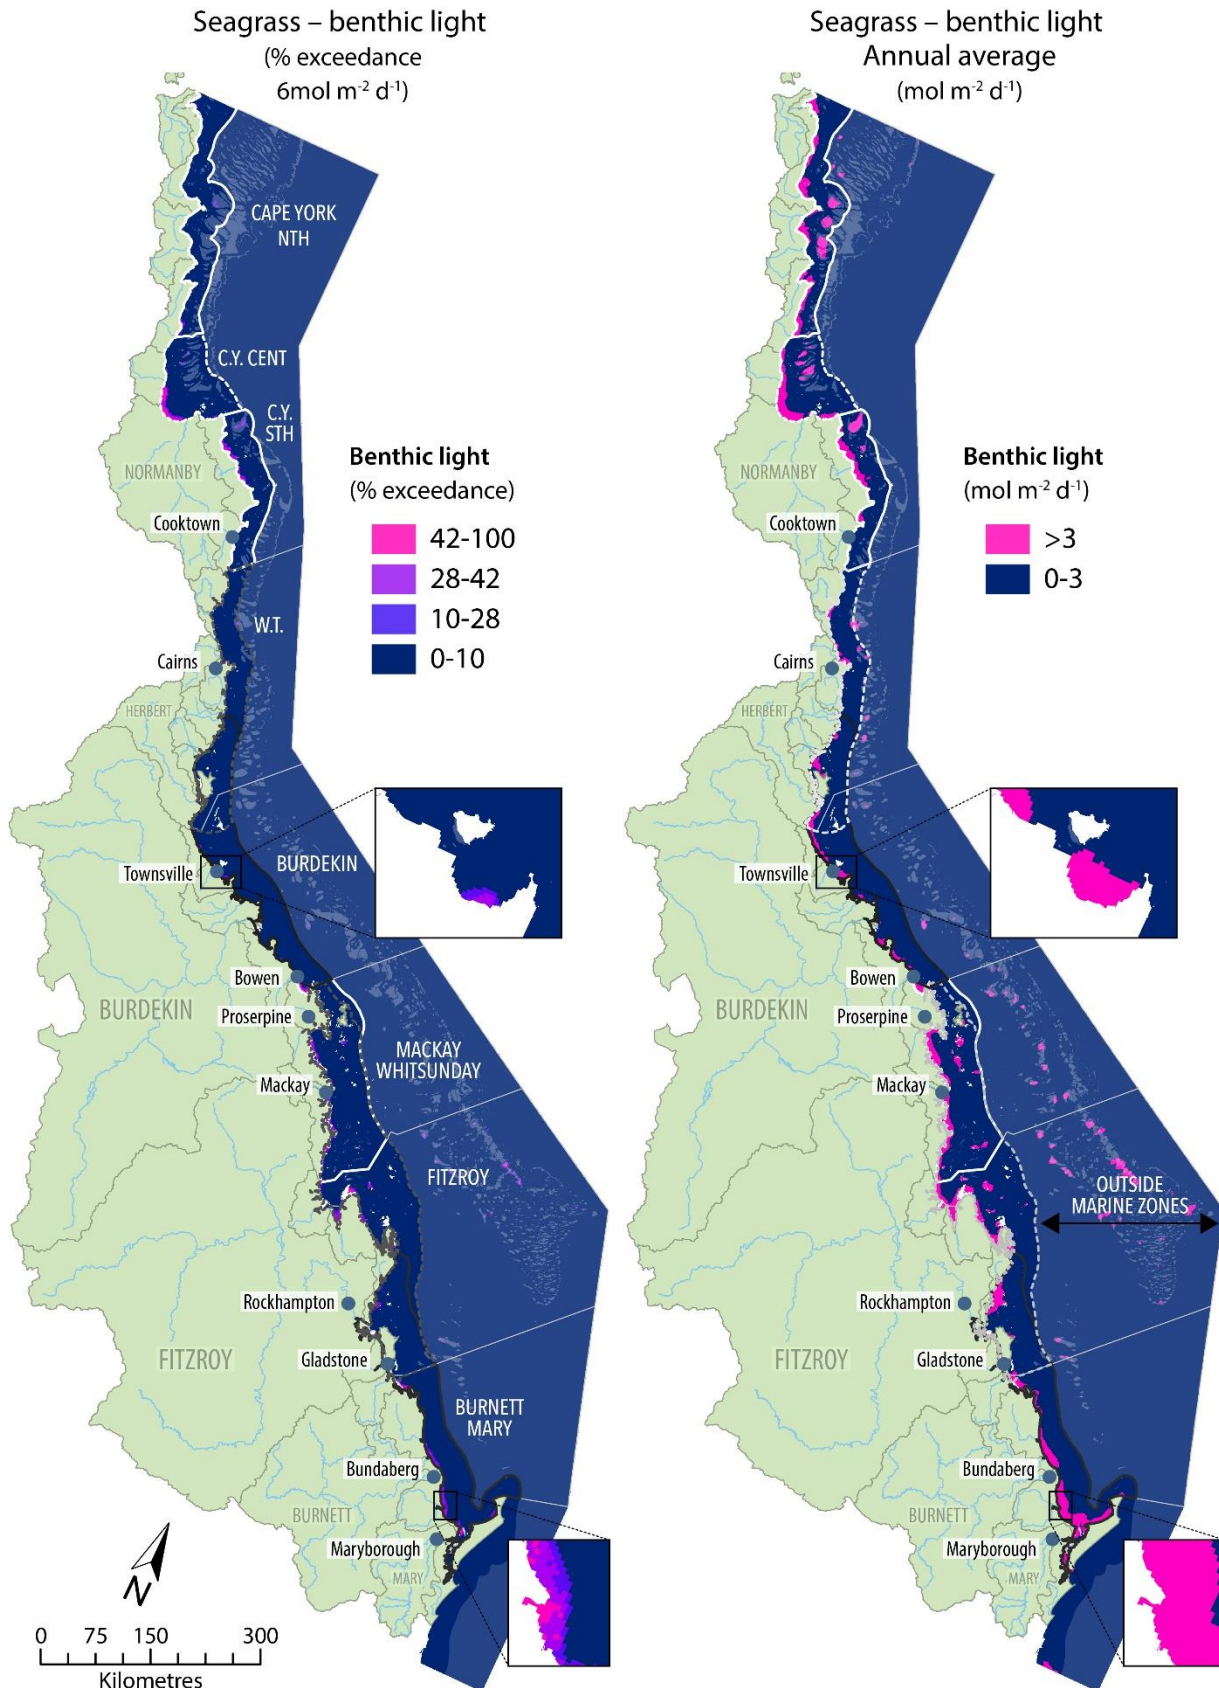 Seagrass – benthic light
(% exceedance
6mol m⁻² d⁻¹)
CAPE YORK
NTH
C.Y. CENT
C.Y.
STH
NORMANBY
Cooktown
W.T.
Cairns
HERBERT
Townsville
BURDEKIN
Bowen
BURDEKIN
Proserpine
MACKAY
WHITSUNDAY
Mackay
FITZROY
Rockhampton
FITZROY
Gladstone
BURNETT
MARY
Bundaberg
BURNETT
Maryborough
MARY
Benthic light
(% exceedance)
42-100
28-42
10-28
0-10
N
0 75 150 300
Kilometres
Seagrass – benthic light
Annual average
(mol m⁻² d⁻¹)
NORMANBY
Cooktown
Cairns
HERBERT
Townsville
Bowen
BURDEKIN
Proserpine
Mackay
OUTSIDE
MARINE ZONES
Rockhampton
FITZROY
Gladstone
Bundaberg
BURNETT
Maryborough
MARY
Benthic light
(mol m⁻² d⁻¹)
>3
0-3